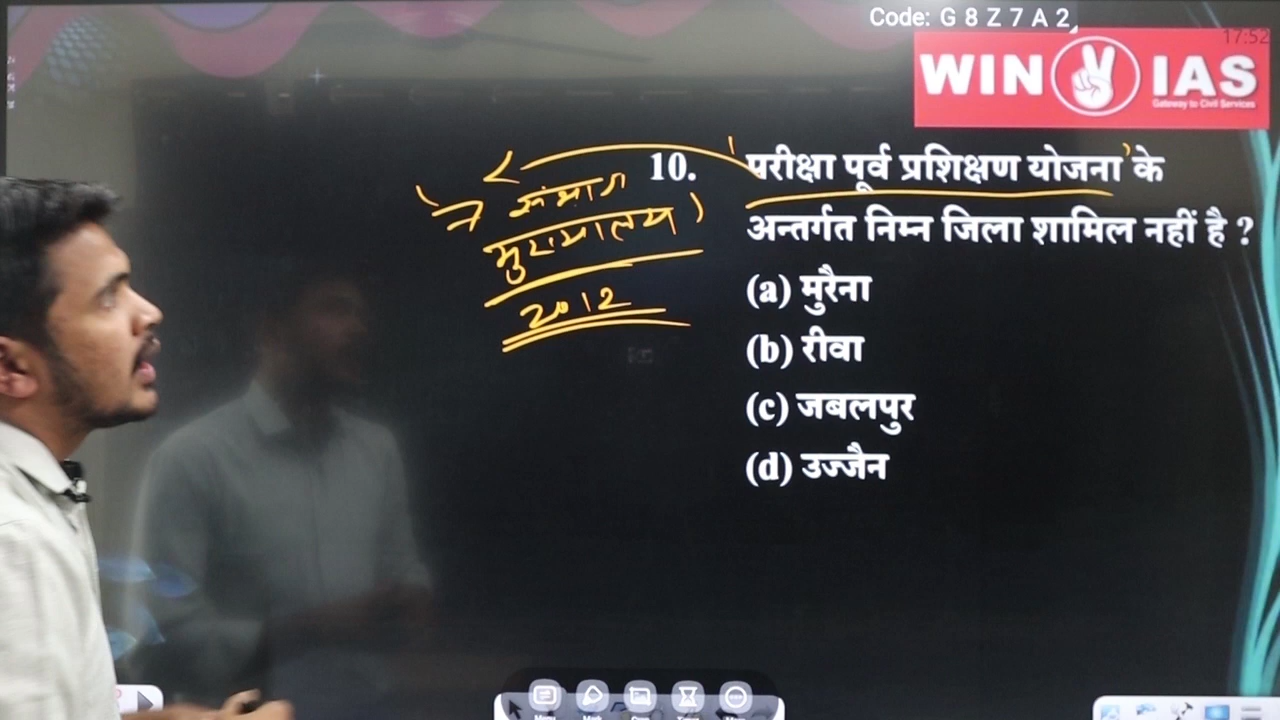 Code: G 8 Z 7 A 2
17:52
WIN IAS
Gateway to Civil Services
10. 'परीक्षा पूर्व प्रशिक्षण योजना' के
अन्तर्गत निम्न जिला शामिल नहीं है ?
(a) मुरैना
(b) रीवा
(c) जबलपुर
(d) उज्जैन
संभाग
मुख्यालय
2012